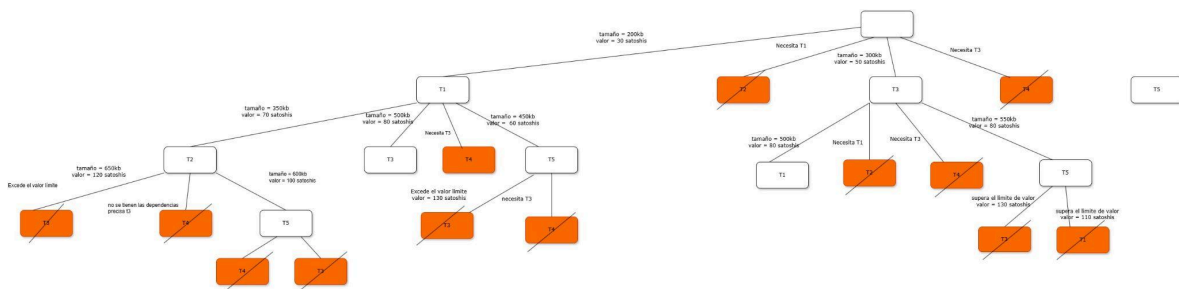 tamaño = 200kb
valor = 30 satoshis
Necesita T1
tamaño = 300kb
valor = 50 satoshis
Necesita T3
T1
T2
T3
T4
T5
tamaño = 350kb
valor = 70 satoshis
tamaño = 500kb
valor = 80 satoshis
Necesita T3
tamaño = 450kb
valor = 60 satoshis
tamaño = 500kb
valor = 80 satoshis
Necesita T1
Necesita T3
tamaño = 550kb
valor = 80 satoshis
T2
T3
T4
T5
T1
T2
T4
T5
Excede el valor limite
tamaño = 650kb
valor = 120 satoshis
no se tienen las dependencias
precisa t3
tamaño = 600kb
valor = 100 satoshis
Excede el valor limite
valor = 130 satoshis
necesita T3
supera el limite de valor
valor = 130 satoshis
supera el limite de valor
valor = 110 satoshis
T3
T4
T5
T3
T4
T1
T4
T3